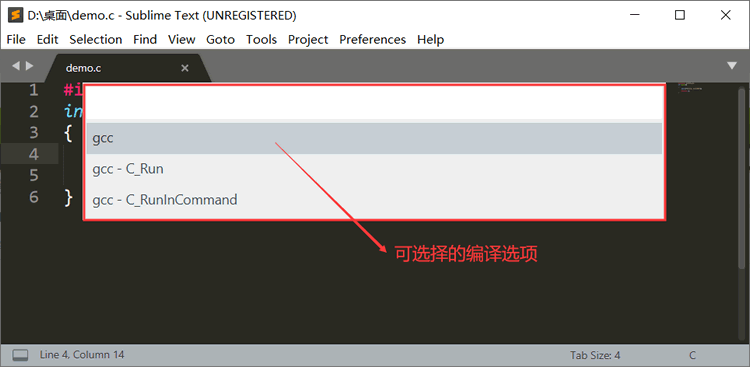 D:\桌面\demo.c - Sublime Text (UNREGISTERED)
File Edit Selection Find View Goto Tools Project Preferences Help
demo.c
1 #i
2 in
3 {
4
5
6 }
gcc
gcc - C_Run
gcc - C_RunInCommand
可选择的编译选项
Line 4, Column 14 Tab Size: 4 C